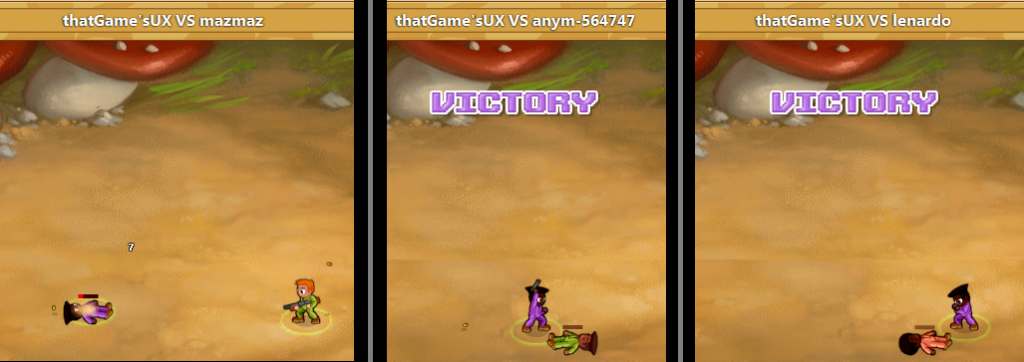 thatGame'sUX VS mazmaz
7
thatGame'sUX VS anym-564747
VICTORY
thatGame'sUX VS lenardo
VICTORY